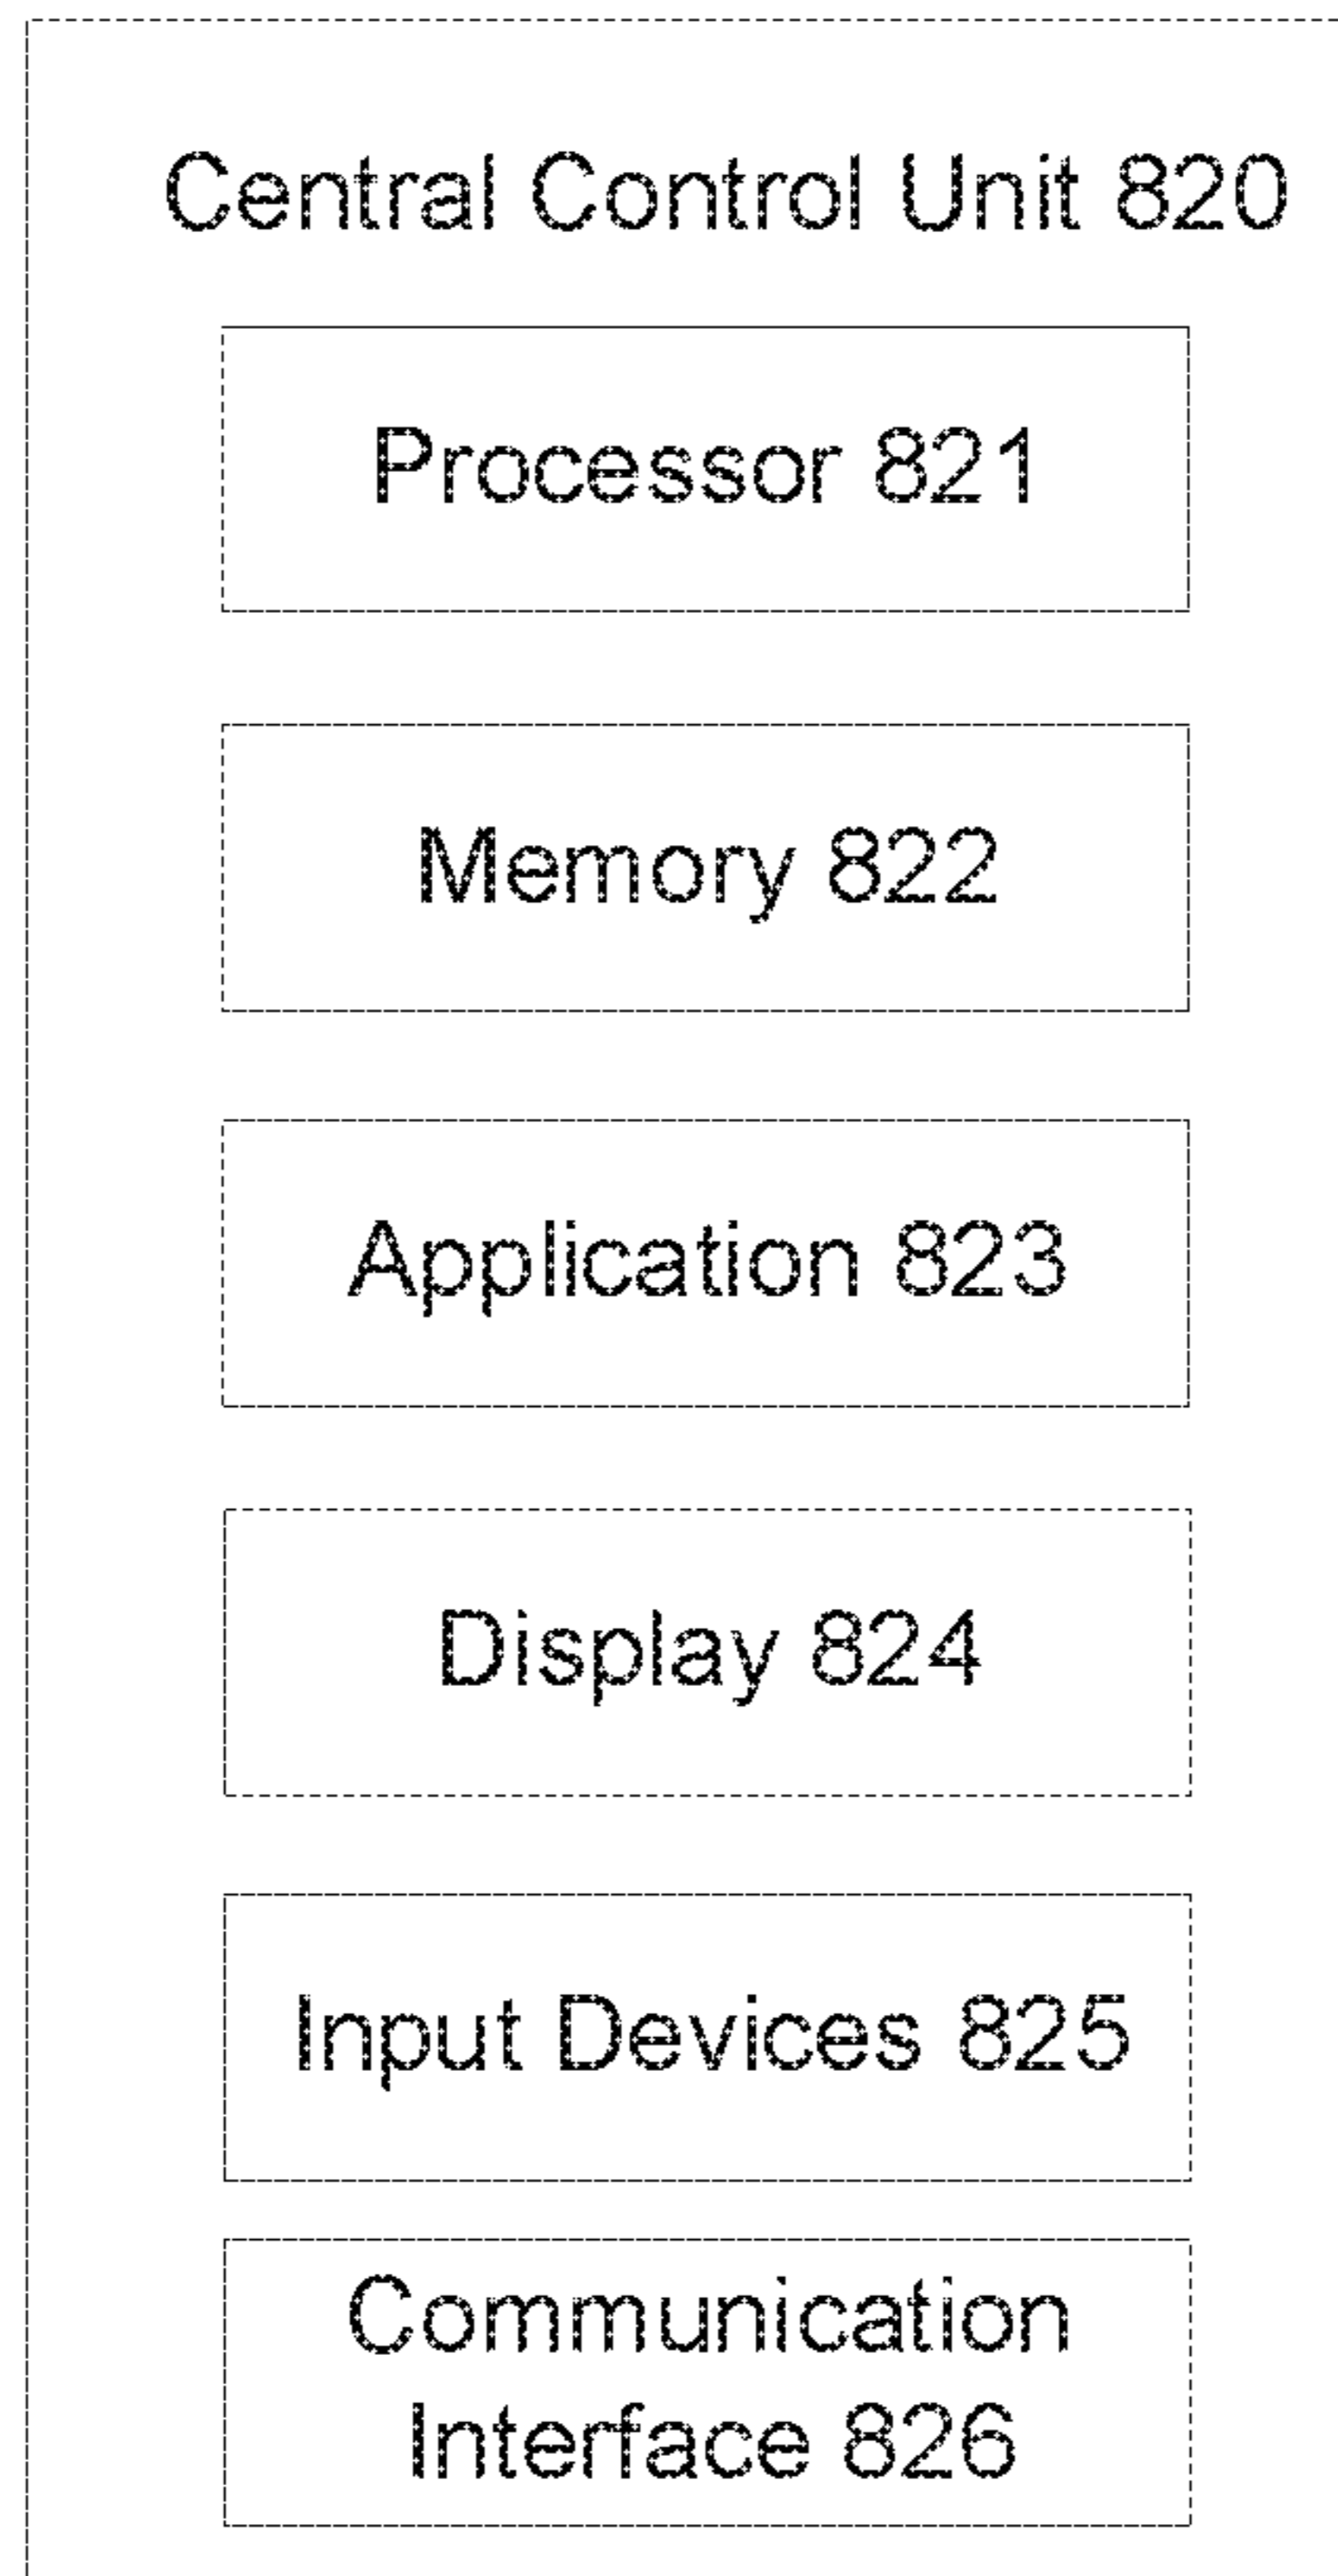 Central Control Unit 820
Processor 821
Memory 822
Application 823
Display 824
Input Devices 825
Communication
Interface 826